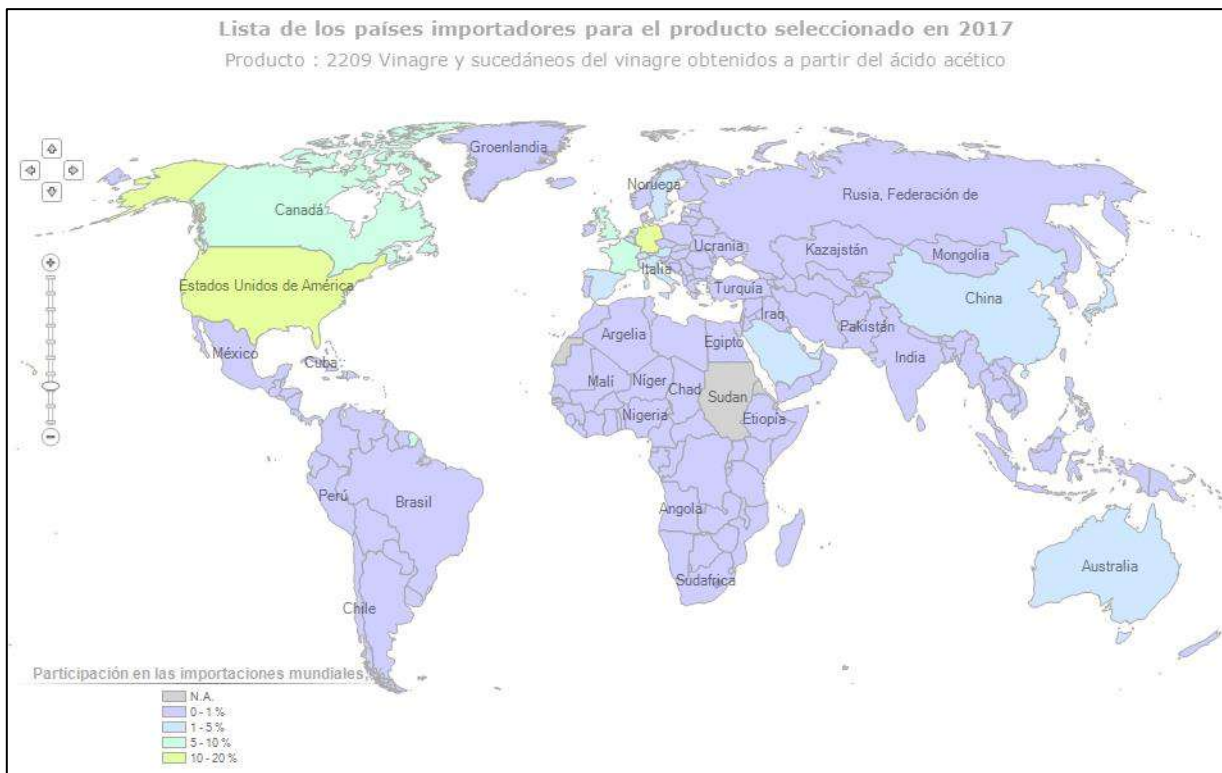 Lista de los países importadores para el producto seleccionado en 2017
Producto : 2209 Vinagre y sucedáneos del vinagre obtenidos a partir del ácido acético
Groenlandia
Noruega
Rusia, Federación de
Canadá
Ucrania
Kazajstán
Mongolia
Italia
Estados Unidos de América
Turquía
China
Iraq
Pakistán
Argelia
Egipto
México
Cuba
India
Malí
Níger
Chad
Sudan
Nigeria
Etiopía
Perú
Brasil
Angola
Australia
Sudafrica
Chile
Participación en las importaciones mundiales,%
N.A.
0 - 1 %
1 - 5 %
5 - 10 %
10 - 20 %